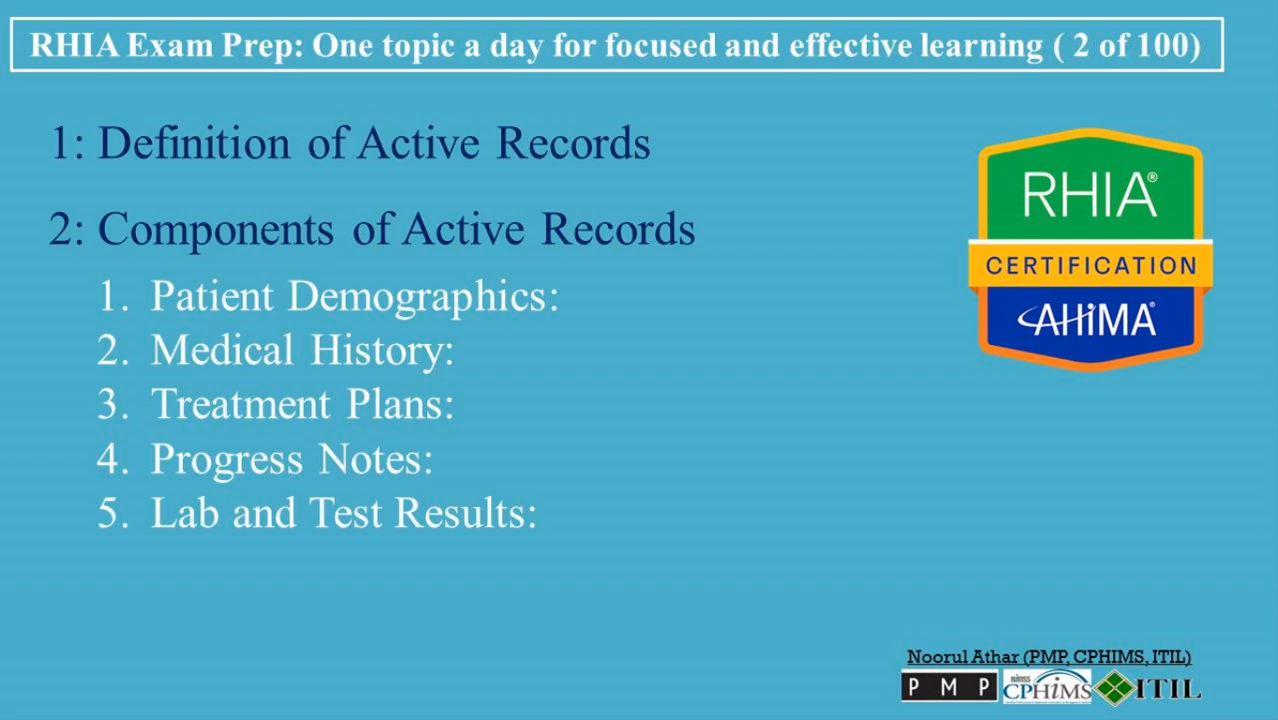 RHIA Exam Prep: One topic a day for focused and effective learning ( 2 of 100)
1: Definition of Active Records
2: Components of Active Records
1. Patient Demographics:
2. Medical History:
3. Treatment Plans:
4. Progress Notes:
5. Lab and Test Results:
RHIA®
CERTIFICATION
AHIMA®
Noorul Athar (PMP, CPHIMS, ITIL)
PMP
himss
CPHIMS
ITIL